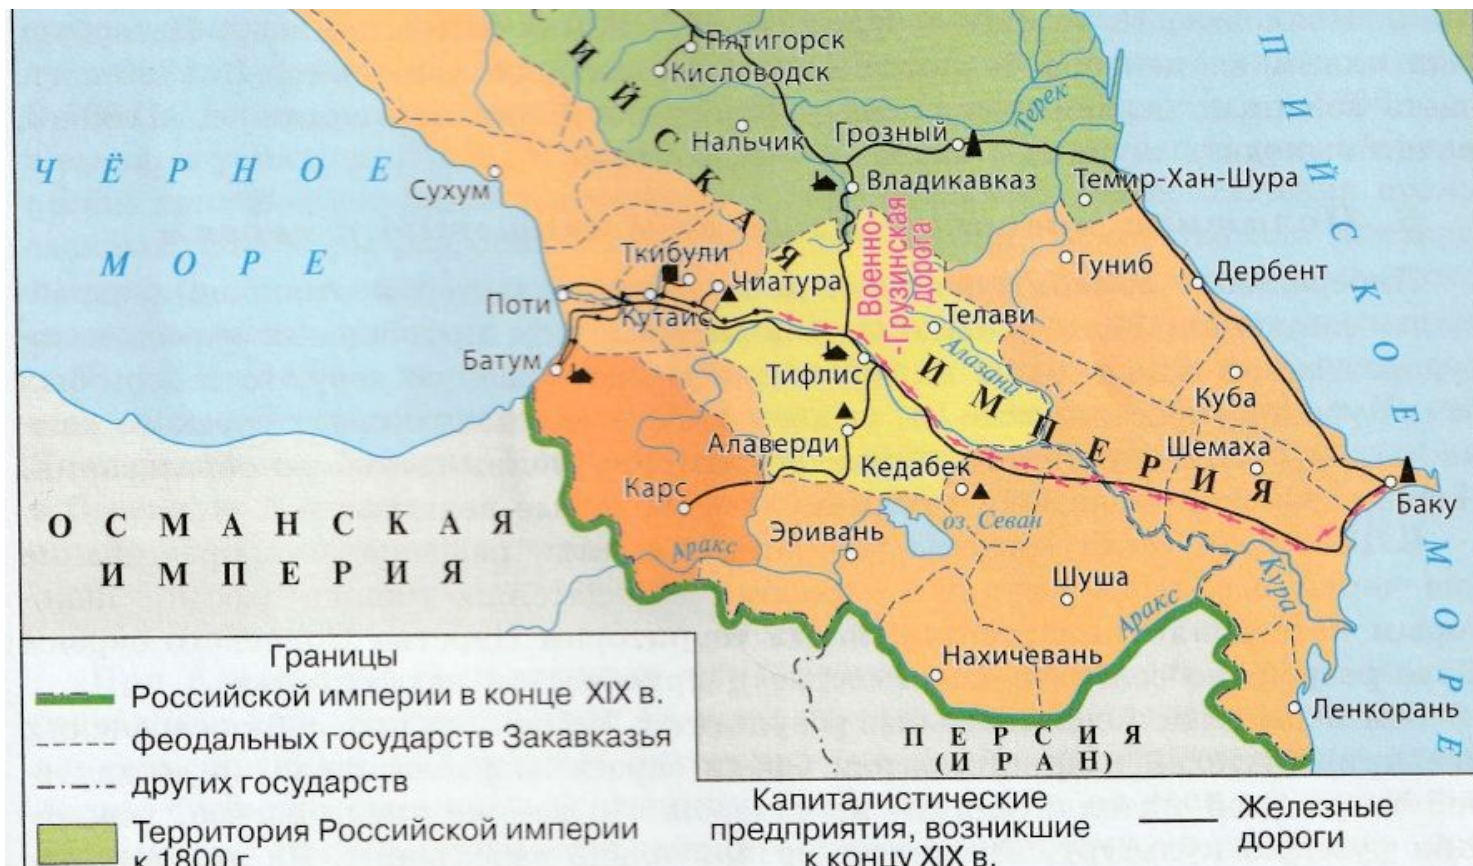 С
И
Й
С
К
А
Я
Пятигорск
Кисловодск
Нальчик
Грозный
Терек
Владикавказ
Темир-Хан-Шура
ЧЁРНОЕ
МОРЕ
Сухум
Ткибули
Чиатура
Военно-
-Грузинская
дорога
Гуниб
Дербент
П
И
Й
С
К
О
Е
Поти
Кутаис
Телави
Батум
Тифлис
Алазани
ИМПЕРИЯ
Куба
Алаверди
Кедабек
Шемаха
Карс
Баку
ОСМАНСКАЯ
ИМПЕРИЯ
оз. Севан
Эривань
Аракс
Шуша
Аракс
Кура
МОРЕ
Нахичевань
Ленкорань
ПЕРСИЯ
(ИРАН)
Границы
Российской империи в конце XIX в.
феодальных государств Закавказья
других государств
Территория Российской империи
к 1800 г.
Капиталистические
предприятия, возникшие
к концу XIX в.
Железные
дороги